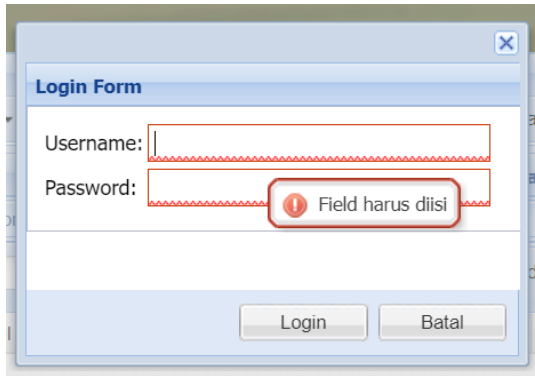 Login Form
Username:
Password:
Field harus diisi
Login Batal